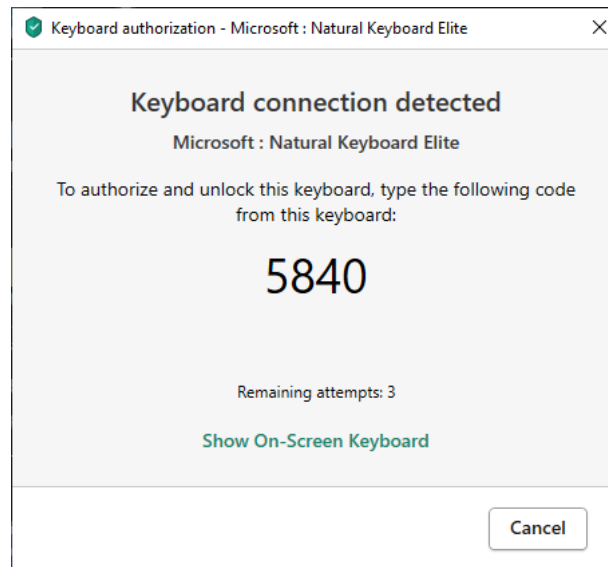 Keyboard authorization - Microsoft : Natural Keyboard Elite
Keyboard connection detected
Microsoft : Natural Keyboard Elite
To authorize and unlock this keyboard, type the following code
from this keyboard:
5840
Remaining attempts: 3
Show On-Screen Keyboard
Cancel